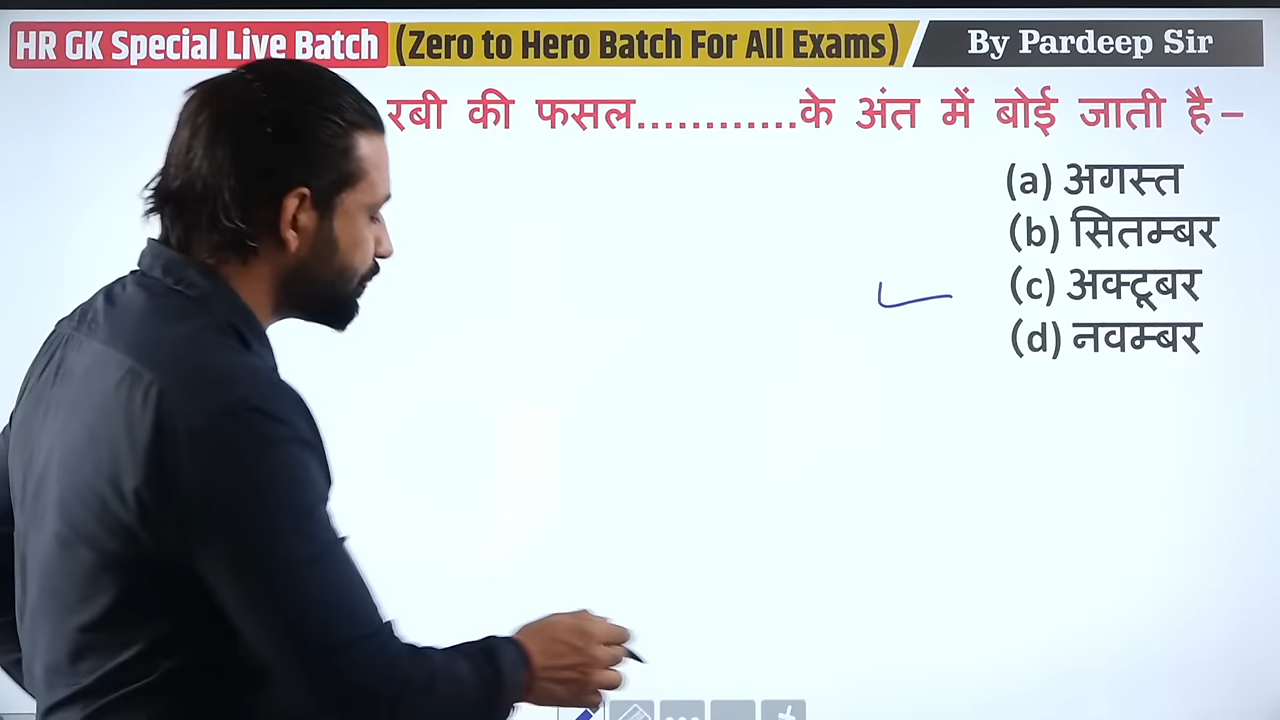 HR GK Special Live Batch (Zero to Hero Batch For All Exams) By Pardeep Sir
रबी की फसल............के अंत में बोई जाती है–
(a) अगस्त
(b) सितम्बर
(c) अक्टूबर
(d) नवम्बर